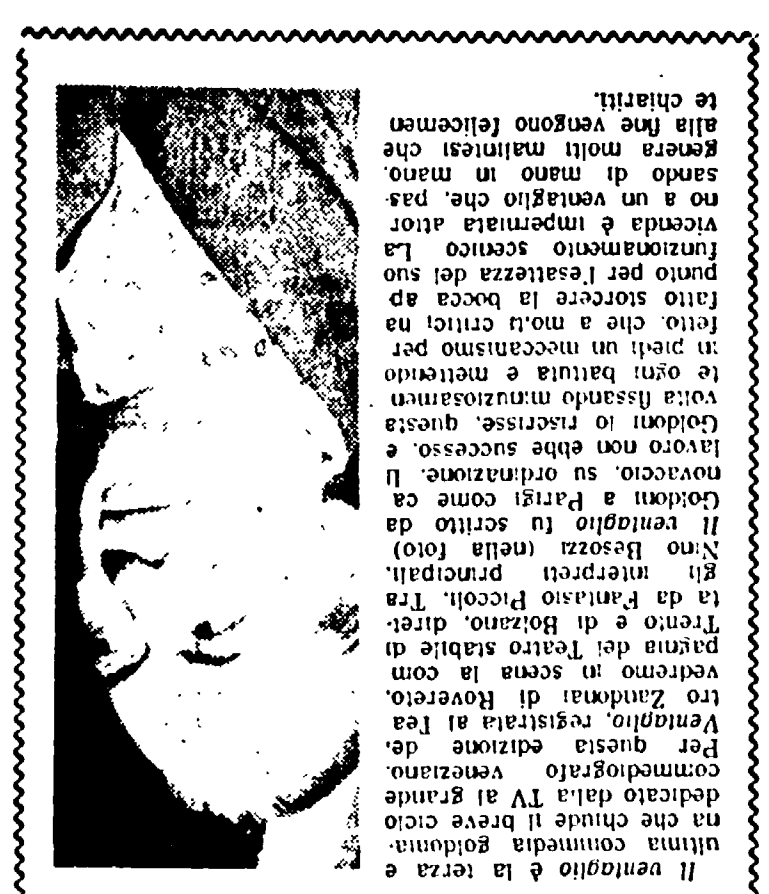 Il ventaglio è la terza e
ultima commedia goldonia-
na che chiude il breve ciclo
dedicato dalla TV al grande
commediografo veneziano.
Per questa edizione del
Ventaglio, registrata al Tea
tro Zandonai di Rovereto,
vedremo in scena la com
pagnia del Teatro stabile di
Trento e di Bolzano, diret-
ta da Fantasio Piccoli. Tra
gli interpreti principali,
Nino Besozzi (nella foto)
Il ventaglio fu scritto da
Goldoni a Parigi come ca
novaccio, su ordinazione. Il
lavoro non ebbe successo, e
Goldoni lo riscrisse, questa
volta fissando minuziosamen
te ogni battuta e mettendo
in piedi un meccanismo per
fetto, che a molti critici ha
fatto storcere la bocca ap
punto per l'esattezza del suo
funzionamento scenico La
vicenda è imperniata attor
no a un ventaglio che, pas-
sando di mano in mano,
genera molti malintesi che
alla fine vengono felicemen
te chiariti.